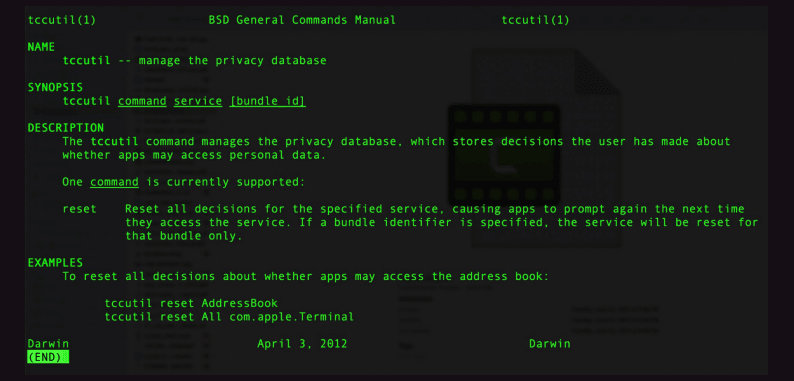 tccutil(1) BSD General Commands Manual tccutil(1)
NAME
tccutil -- manage the privacy database
SYNOPSIS
tccutil command service [bundle id]
DESCRIPTION
The tccutil command manages the privacy database, which stores decisions the user has made about
whether apps may access personal data.
One command is currently supported:
reset Reset all decisions for the specified service, causing apps to prompt again the next time
they access the service. If a bundle identifier is specified, the service will be reset for
that bundle only.
EXAMPLES
To reset all decisions about whether apps may access the address book:
tccutil reset AddressBook
tccutil reset All com.apple.Terminal
Darwin April 3, 2012 Darwin
(END)